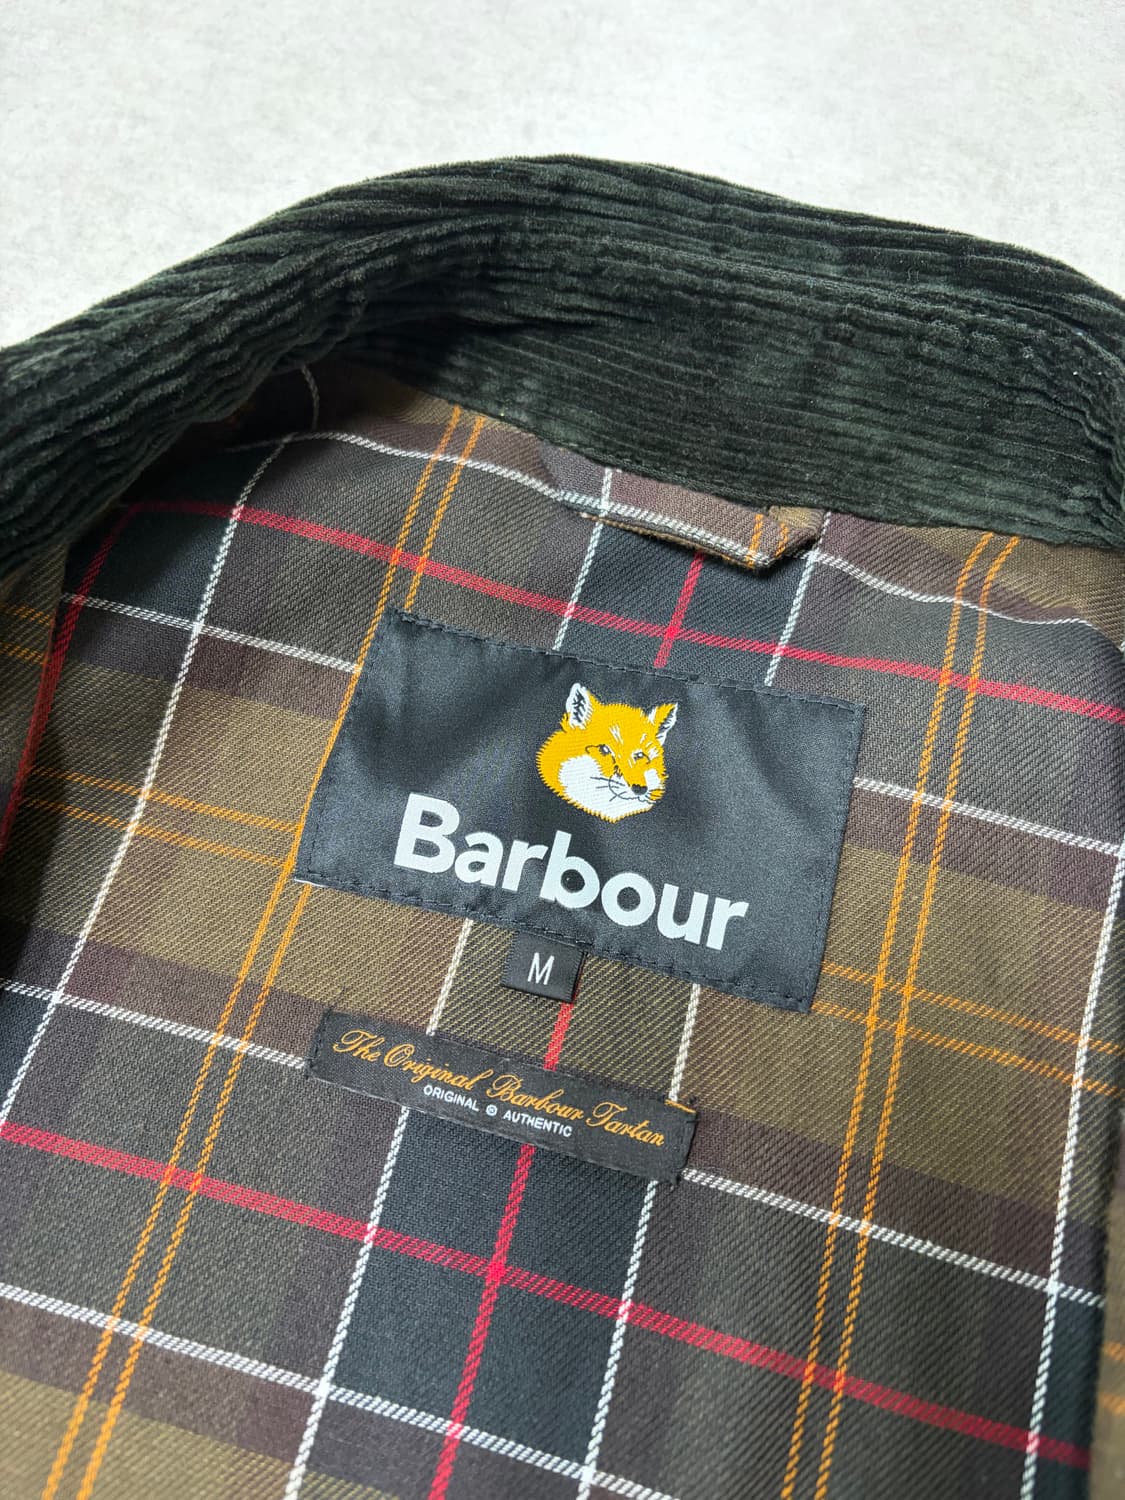 Barbour
M
The Original Barbour Tartan
ORIGINAL ® AUTHENTIC